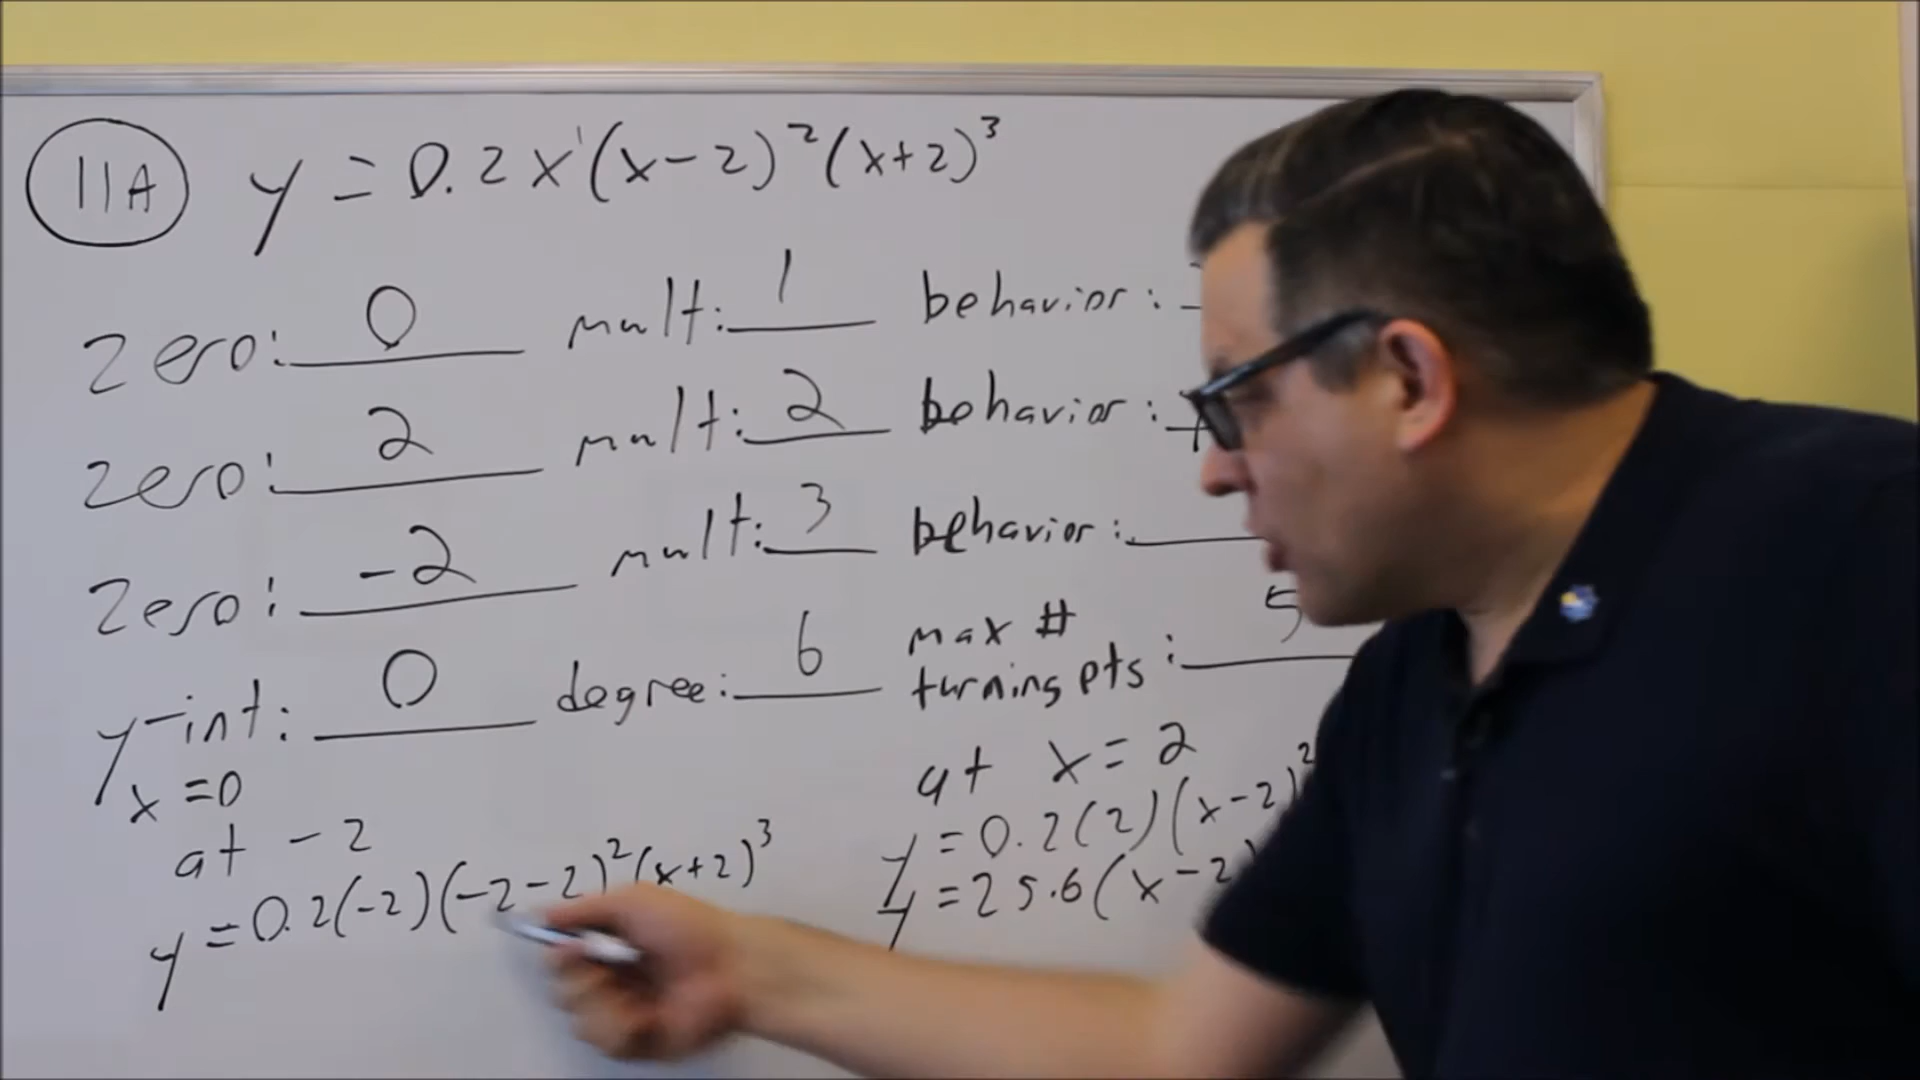 11A y = 0.2x¹(x-2)²(x+2)³
zero: 0 mult: 1 behavior:
zero: 2 mult: 2 behavior:
zero: -2 mult: 3 behavior:
y-int: 0 degree: 6 max # turning pts: 5
x = 0
at -2
y = 0.2(-2)(-2-2)²(x+2)³
at x = 2
y = 0.2(2)(x-2)²
y = 25.6(x-2)